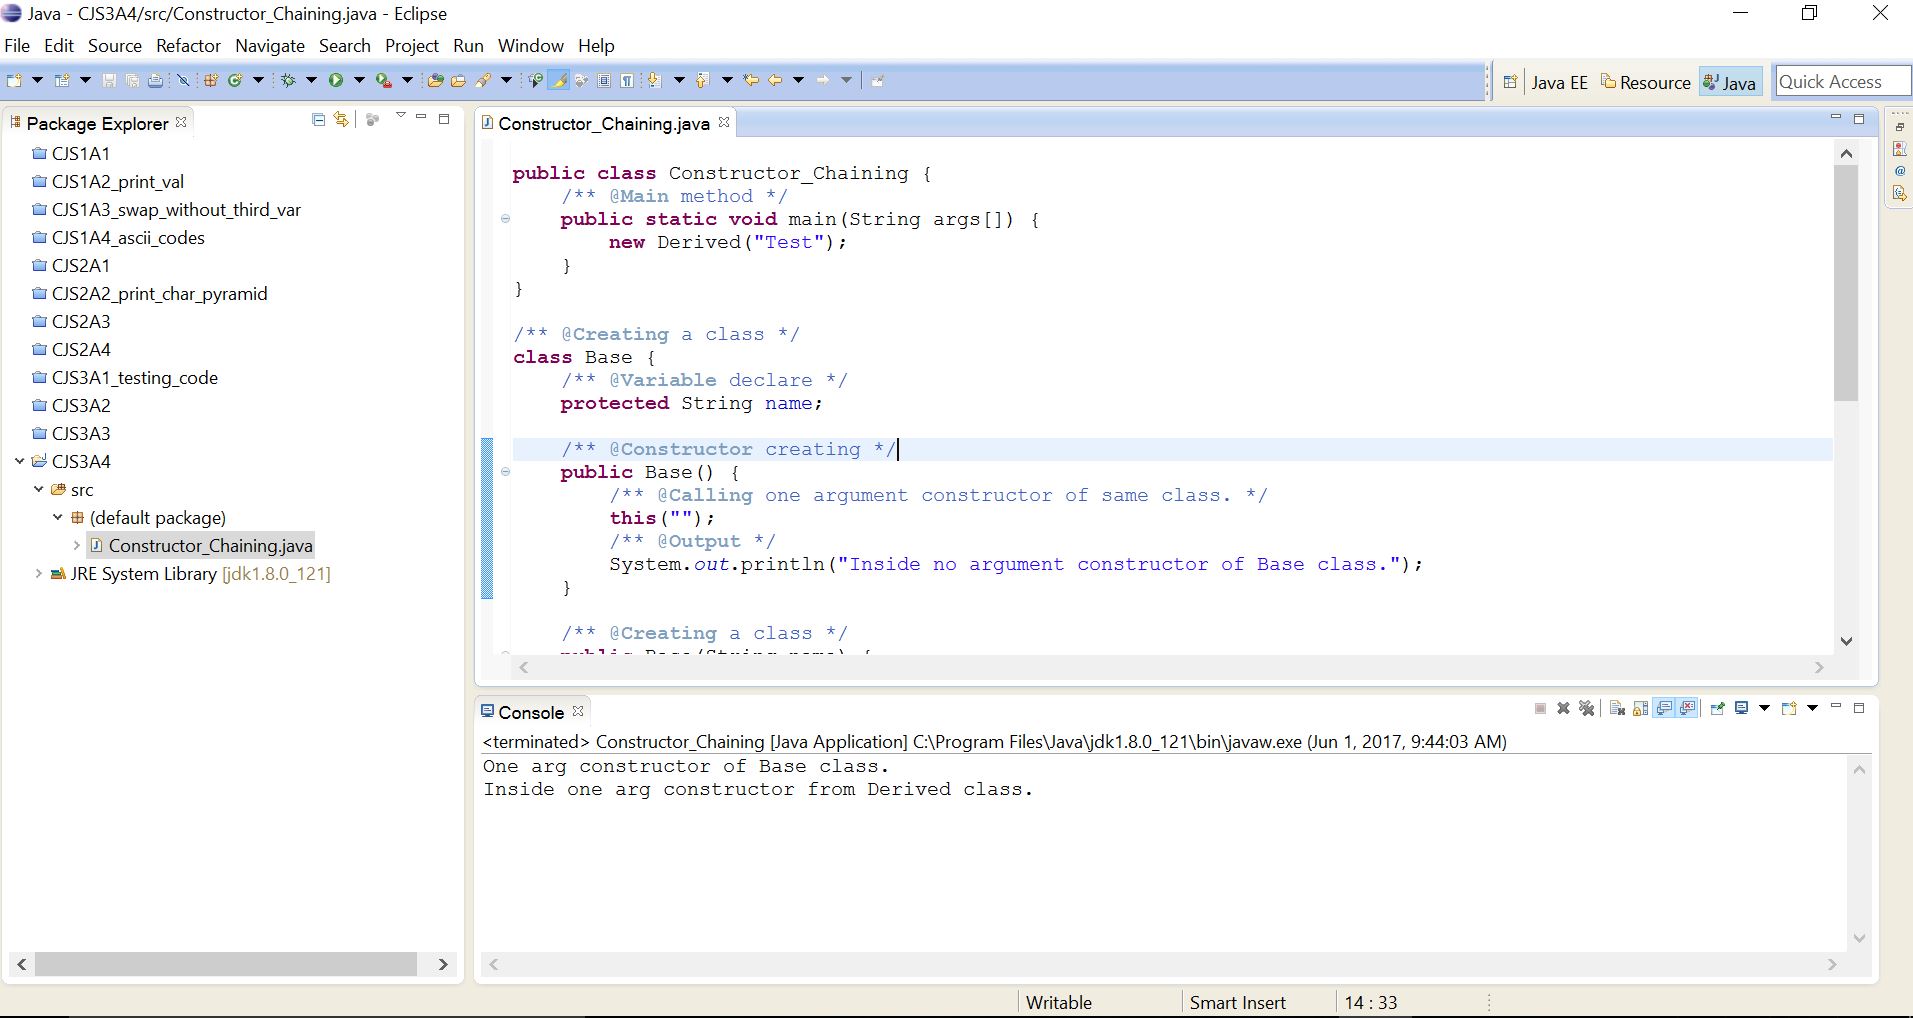 Java - CJS3A4/src/Constructor_Chaining.java - Eclipse
File Edit Source Refactor Navigate Search Project Run Window Help
Java EE Resource Java Quick Access
Package Explorer
CJS1A1
CJS1A2_print_val
CJS1A3_swap_without_third_var
CJS1A4_ascii_codes
CJS2A1
CJS2A2_print_char_pyramid
CJS2A3
CJS2A4
CJS3A1_testing_code
CJS3A2
CJS3A3
CJS3A4
src
(default package)
Constructor_Chaining.java
JRE System Library [jdk1.8.0_121]
Constructor_Chaining.java
public class Constructor_Chaining {
/** @Main method */
public static void main(String args[]) {
new Derived("Test");
}
}
/** @Creating a class */
class Base {
/** @Variable declare */
protected String name;
/** @Constructor creating */
public Base() {
/** @Calling one argument constructor of same class. */
this("");
/** @Output */
System.out.println("Inside no argument constructor of Base class.");
}
/** @Creating a class */
public Base(String name) {
Console
<terminated> Constructor_Chaining [Java Application] C:\Program Files\Java\jdk1.8.0_121\bin\javaw.exe (Jun 1, 2017, 9:44:03 AM)
One arg constructor of Base class.
Inside one arg constructor from Derived class.
Writable Smart Insert 14 : 33